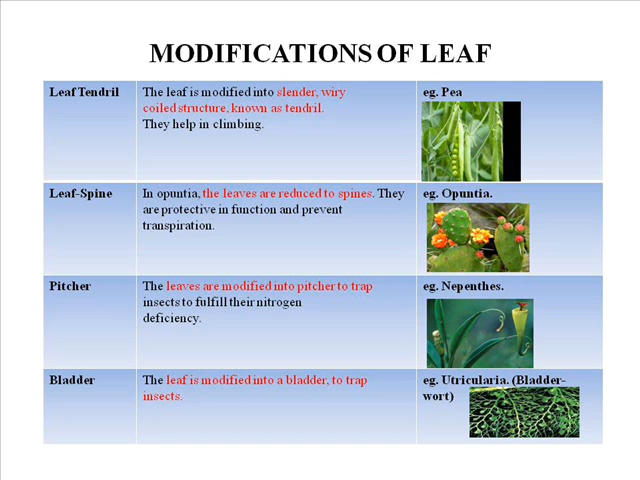 MODIFICATIONS OF LEAF
Leaf Tendril
The leaf is modified into slender, wiry
coiled structure, known as tendril.
They help in climbing.
eg. Pea
Leaf-Spine
In opuntia, the leaves are reduced to spines. They
are protective in function and prevent
transpiration.
eg. Opuntia.
Pitcher
The leaves are modified into pitcher to trap
insects to fulfill their nitrogen
deficiency.
eg. Nepenthes.
Bladder
The leaf is modified into a bladder, to trap
insects.
eg. Utricularia. (Bladder-
wort)